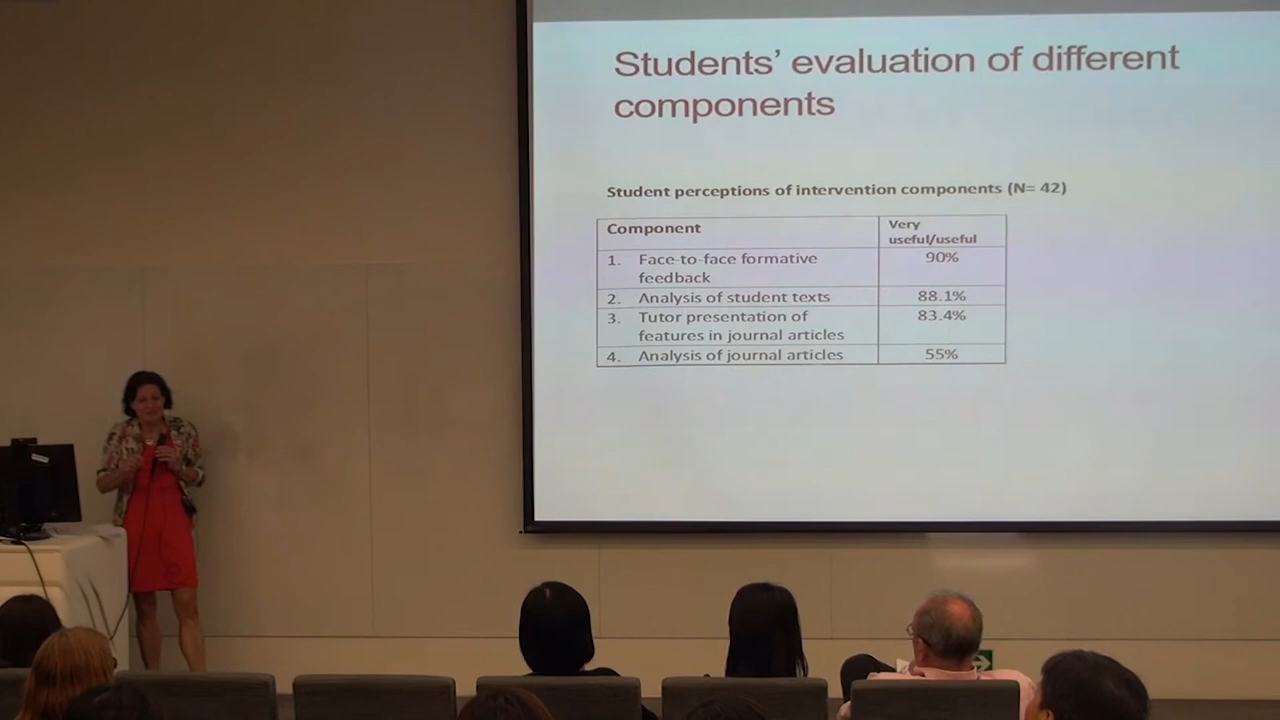 Students' evaluation of different
components
Student perceptions of intervention components (N= 42)
Component
Very
useful/useful
1. Face-to-face formative
feedback
90%
2. Analysis of student texts
88.1%
3. Tutor presentation of
features in journal articles
83.4%
4. Analysis of journal articles
55%